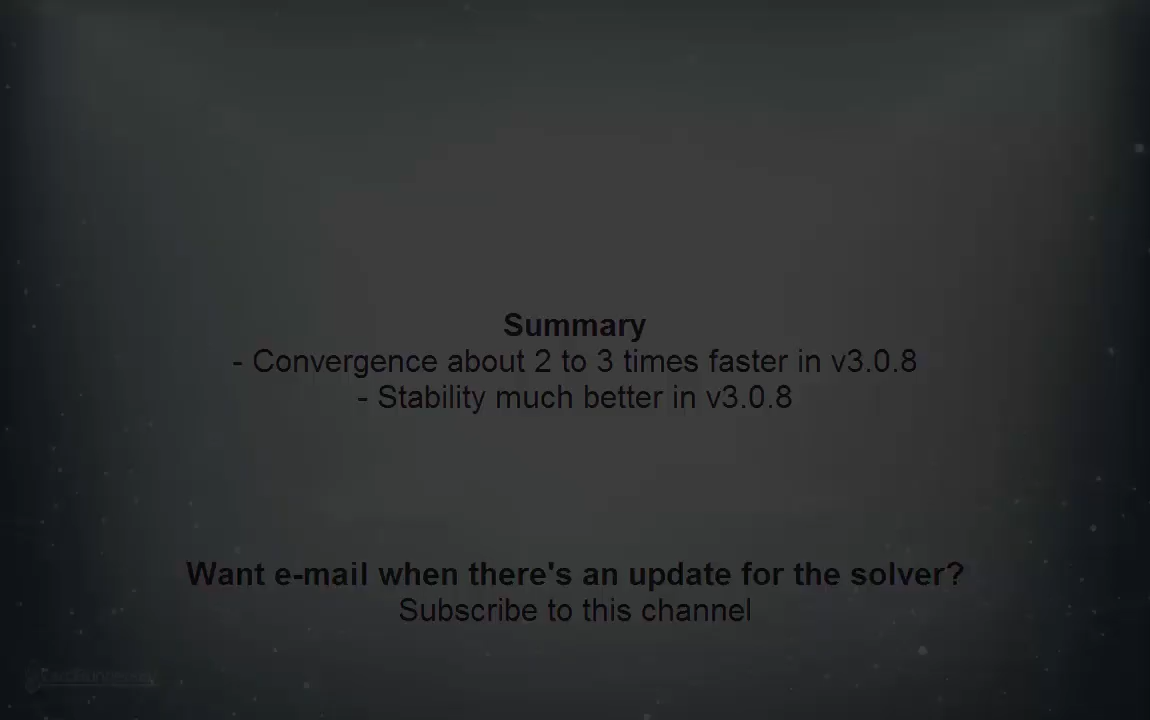 Summary
- Convergence about 2 to 3 times faster in v3.0.8
- Stability much better in v3.0.8
Want e-mail when there's an update for the solver?
Subscribe to this channel